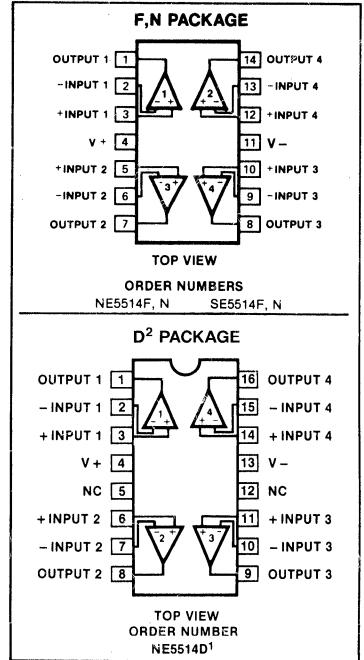 F,N PACKAGE
OUTPUT 1 1 14 OUTPUT 4
-INPUT 1 2 13 -INPUT 4
1 2
- + + -
+INPUT 1 3 12 +INPUT 4
V + 4 11 V -
+INPUT 2 5 10 +INPUT 3
- 3 + + 4 -
-INPUT 2 6 9 -INPUT 3
OUTPUT 2 7 8 OUTPUT 3
TOP VIEW
ORDER NUMBERS
NE5514F, N SE5514F, N
D² PACKAGE
OUTPUT 1 1 16 OUTPUT 4
- INPUT 1 2 15 - INPUT 4
1 4
- + + -
+ INPUT 1 3 14 + INPUT 4
V + 4 13 V -
NC 5 12 NC
+ INPUT 2 6 11 + INPUT 3
- + + -
2 3
- INPUT 2 7 10 - INPUT 3
OUTPUT 2 8 9 OUTPUT 3
TOP VIEW
ORDER NUMBER
NE5514D¹